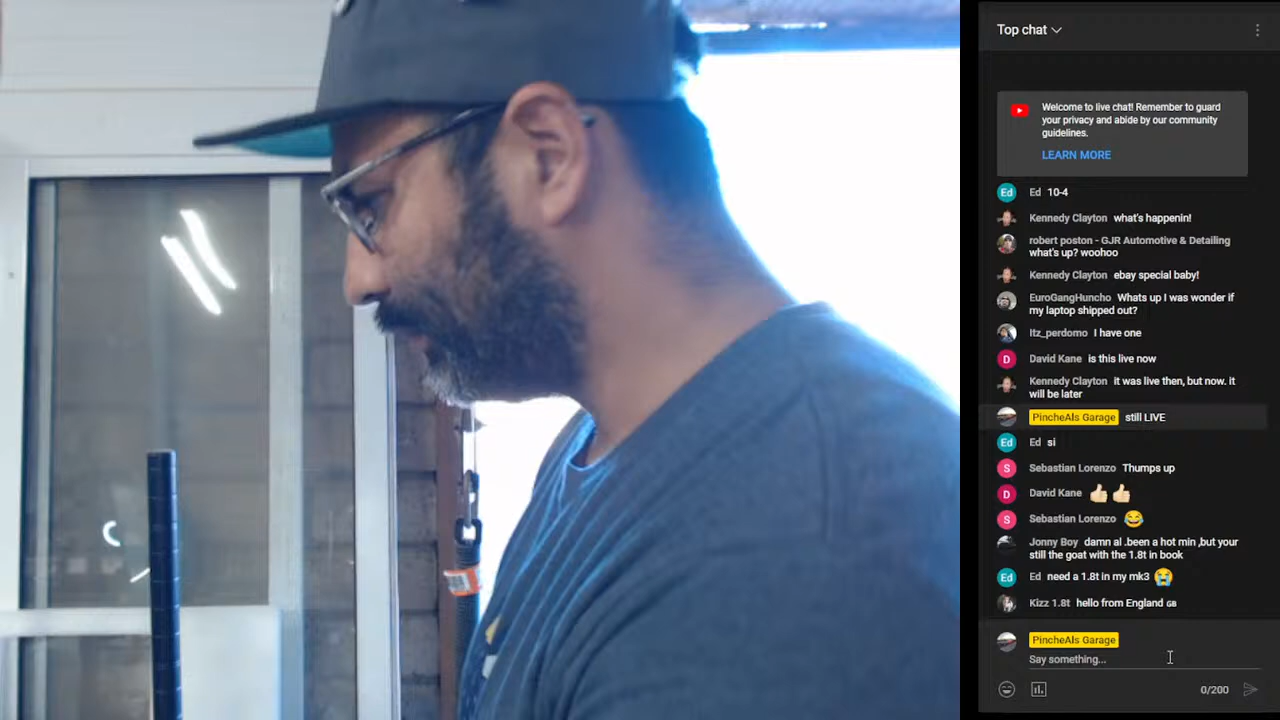 Top chat
Welcome to live chat! Remember to guard
your privacy and abide by our community
guidelines.
LEARN MORE
Ed 10-4
Kennedy Clayton what's happenin!
robert poston - GJR Automotive & Detailing
what's up? woohoo
Kennedy Clayton ebay special baby!
EuroGangHuncho Whats up I was wonder if
my laptop shipped out?
Itz_perdomo I have one
D David Kane is this live now
Kennedy Clayton it was live then, but now. it
will be later
PincheAls Garage still LIVE
Ed Ed si
S Sebastian Lorenzo Thumps up
D David Kane 👍🏻👍🏻
S Sebastian Lorenzo 😂
Jonny Boy damn al .been a hot min ,but your
still the goat with the 1.8t in book
Ed Ed need a 1.8t in my mk3 😭
Kizz 1.8t hello from England GB
PincheAls Garage
Say something...
0/200